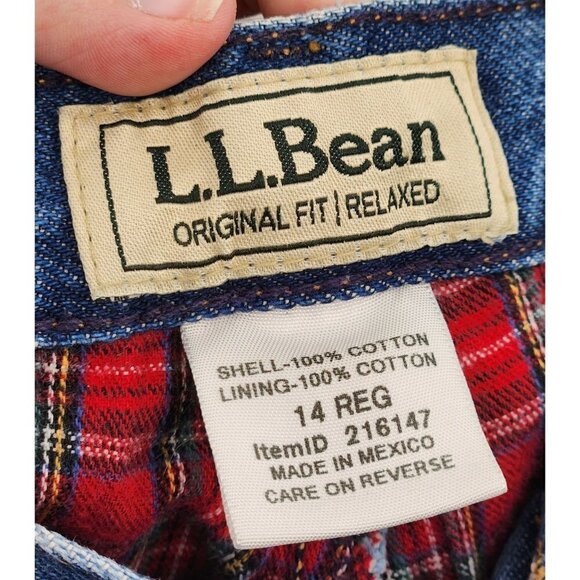 L.L.Bean
ORIGINAL FIT | RELAXED
SHELL-100% COTTON
LINING-100% COTTON
14 REG
ItemID 216147
MADE IN MEXICO
CARE ON REVERSE